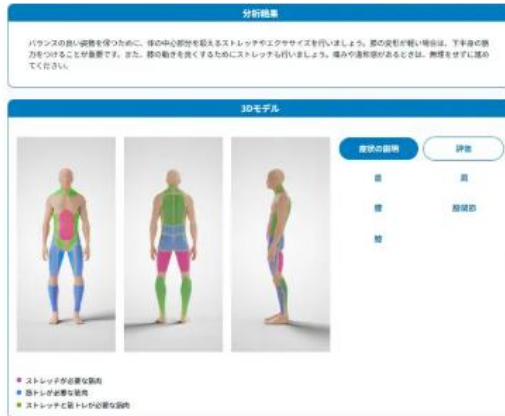 分析結果
バランスの良い姿勢を保つために、体の中心部分を鍛えるストレッチやエクササイズを行いましょう。膝の変形が軽い場合は、下半身の筋
力をつけることが重要です。また、膝の動きを良くするためにストレッチも行いましょう。痛みや違和感があるときは、無理をせずに進め
てください。
3Dモデル
症状の説明 評価
首 肩
腰 股関節
膝
ストレッチが必要な筋肉
筋トレが必要な筋肉
ストレッチと筋トレが必要な筋肉